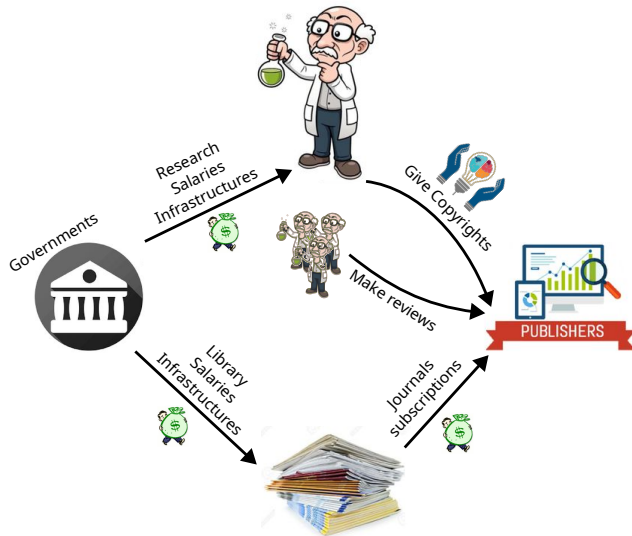 Research
Salaries
Infrastructures
Give Copyrights
Governments
Make reviews
PUBLISHERS
Library
Salaries
Infrastructures
Journals
subscriptions